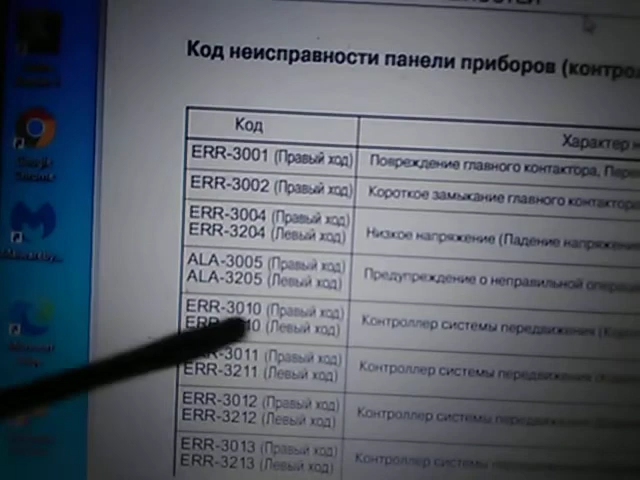 Код неисправности панели приборов
Код
Характер
ERR-3001 (Правый ход)
Повреждение главного контактора,
ERR-3002 (Правый ход)
Короткое замыкание главного контактора
ERR-3004 (Правый ход)
ERR-3204 (Левый ход)
Низкое напряжение (Падение напряжения
ALA-3005 (Правый ход)
ALA-3205 (Левый ход)
Предупреждение о неправильной
ERR-3010 (Правый ход)
(Левый ход)
Контроллер системы передвижения
ERR-3011 (Правый ход)
ERR-3211 (Левый ход)
Контроллер системы передвижения
ERR-3012 (Правый ход)
ERR-3212 (Левый ход)
Контроллер системы передвижения
ERR-3013 (Правый ход)
ERR-3213 (Левый ход)
Контроллер системы
Google
Chrome